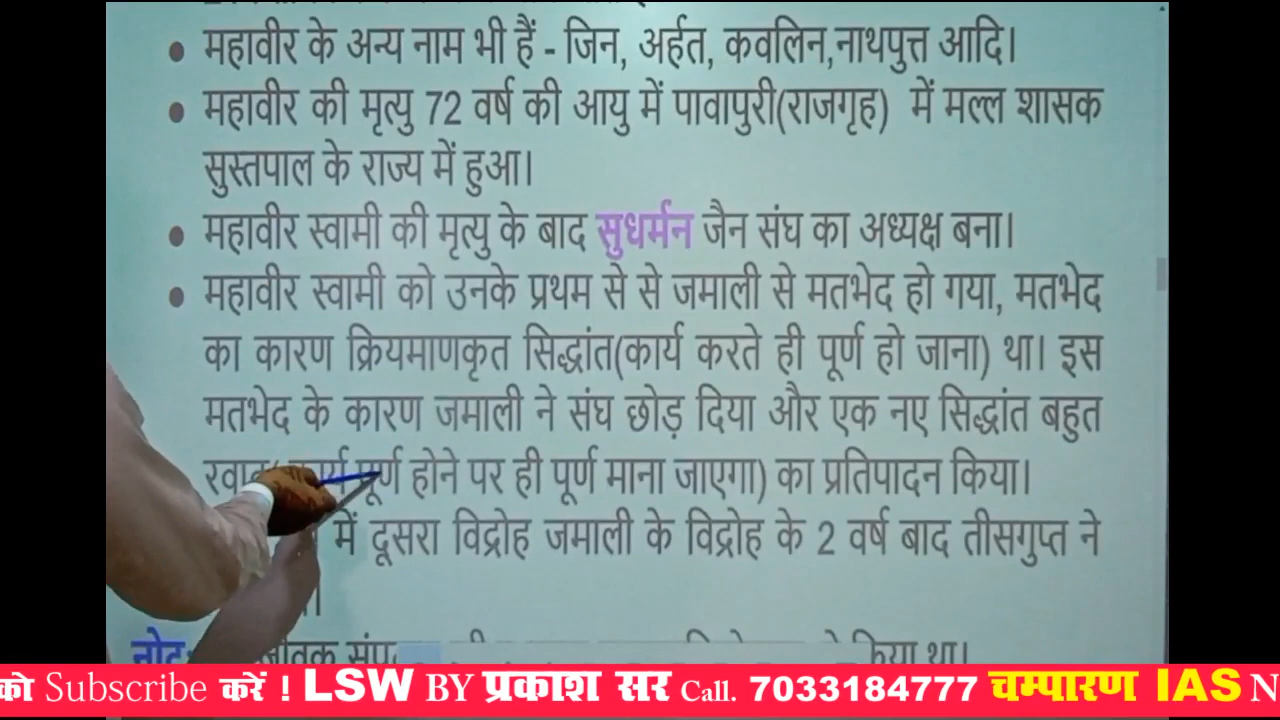 • महावीर के अन्य नाम भी हैं - जिन, अर्हत, कवलिन,नाथपुत्त आदि।
• महावीर की मृत्यु 72 वर्ष की आयु में पावापुरी(राजगृह) में मल्ल शासक
सुस्तपाल के राज्य में हुआ।
• महावीर स्वामी की मृत्यु के बाद सुधर्मन जैन संघ का अध्यक्ष बना।
• महावीर स्वामी को उनके प्रथम से से जमाली से मतभेद हो गया, मतभेद
का कारण क्रियमाणकृत सिद्धांत(कार्य करते ही पूर्ण हो जाना) था। इस
मतभेद के कारण जमाली ने संघ छोड़ दिया और एक नए सिद्धांत बहुत
पूर्ण होने पर ही पूर्ण माना जाएगा) का प्रतिपादन किया।
में दूसरा विद्रोह जमाली के विद्रोह के 2 वर्ष बाद तीसगुप्त ने
नोट:
किया था।
को Subscribe करें ! LSW BY प्रकाश सर Call. 7033184777 चम्पारण IAS N